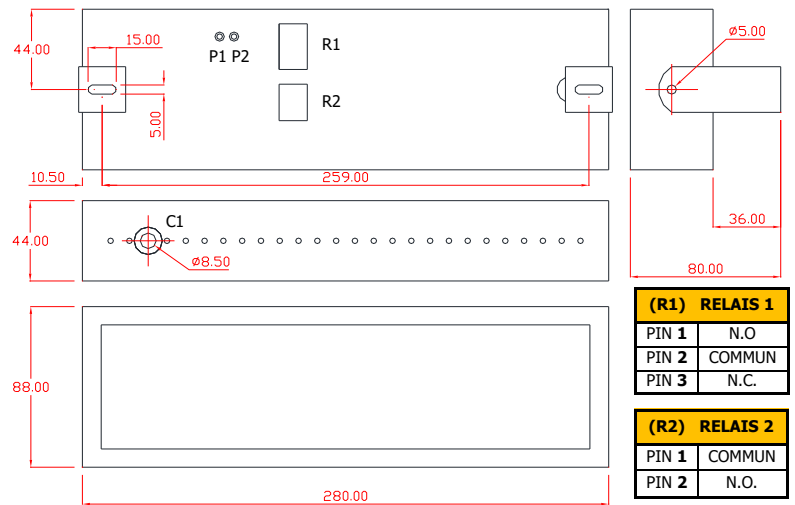 44.00
15.00
P1 P2
R1
R2
5.00
10.50
259.00
ø5.00
36.00
80.00
44.00
C1
ø8.50
88.00
280.00
(R1) RELAIS 1
PIN 1 N.O
PIN 2 COMMUN
PIN 3 N.C.
(R2) RELAIS 2
PIN 1 COMMUN
PIN 2 N.O.